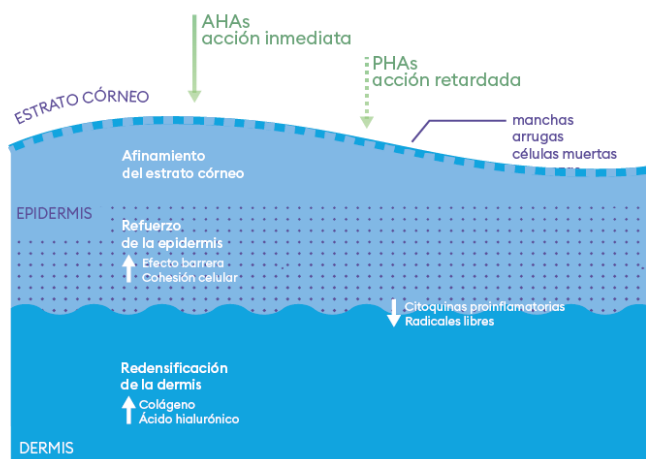 AHAs
acción inmediata
PHAs
acción retardada
ESTRATO CÓRNEO
manchas
arrugas
células muertas
Afinamiento
del estrato córneo
EPIDERMIS
Refuerzo
de la epidermis
Efecto barrera
Cohesión celular
Citoquinas proinflamatorias
Radicales libres
Redensificación
de la dermis
Colágeno
Ácido hialurónico
DERMIS